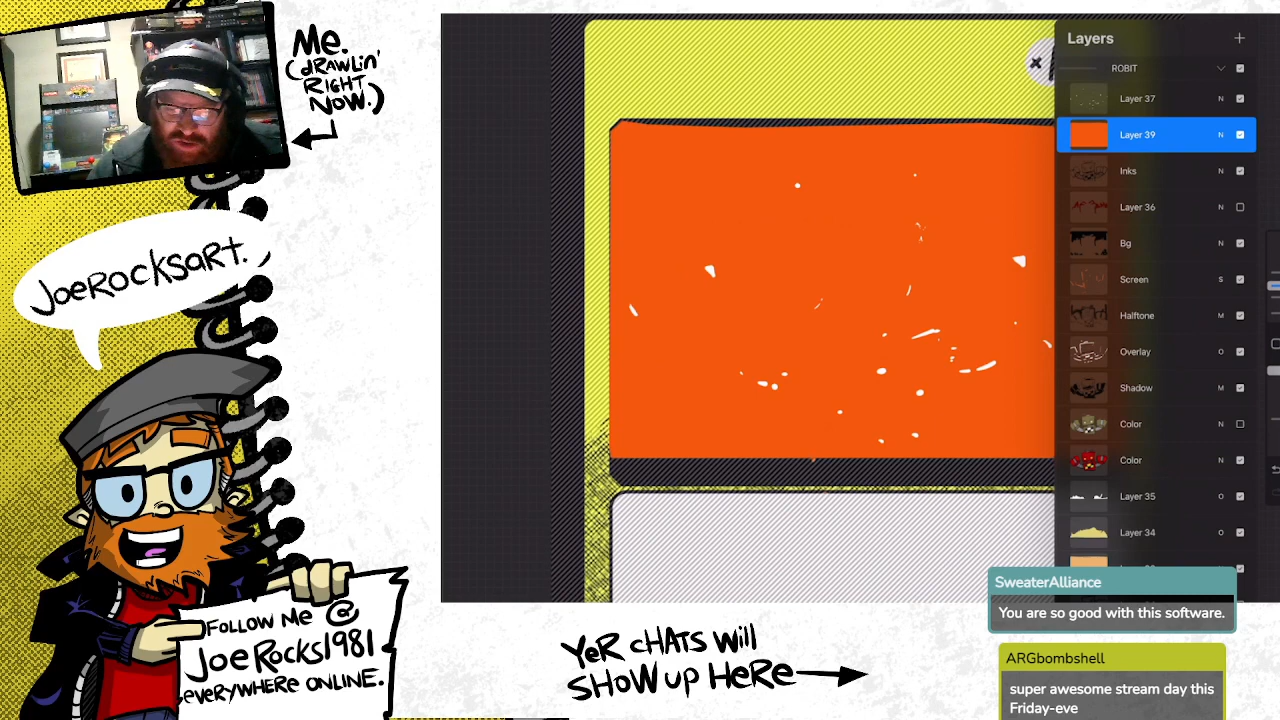 Me.
(drawlin'
right
now.)
JoeRocksart.
Follow me @
JoeRocks1981
everywhere online.
Yer chats will
show up here
Layers
ROBIT
Layer 37 N
Layer 39 N
Inks N
Layer 36 N
Bg N
Screen S
Halftone M
Overlay O
Shadow M
Color N
Color N
Layer 35 O
Layer 34 O
SweaterAlliance
You are so good with this software.
ARGbombshell
super awesome stream day this
Friday-eve